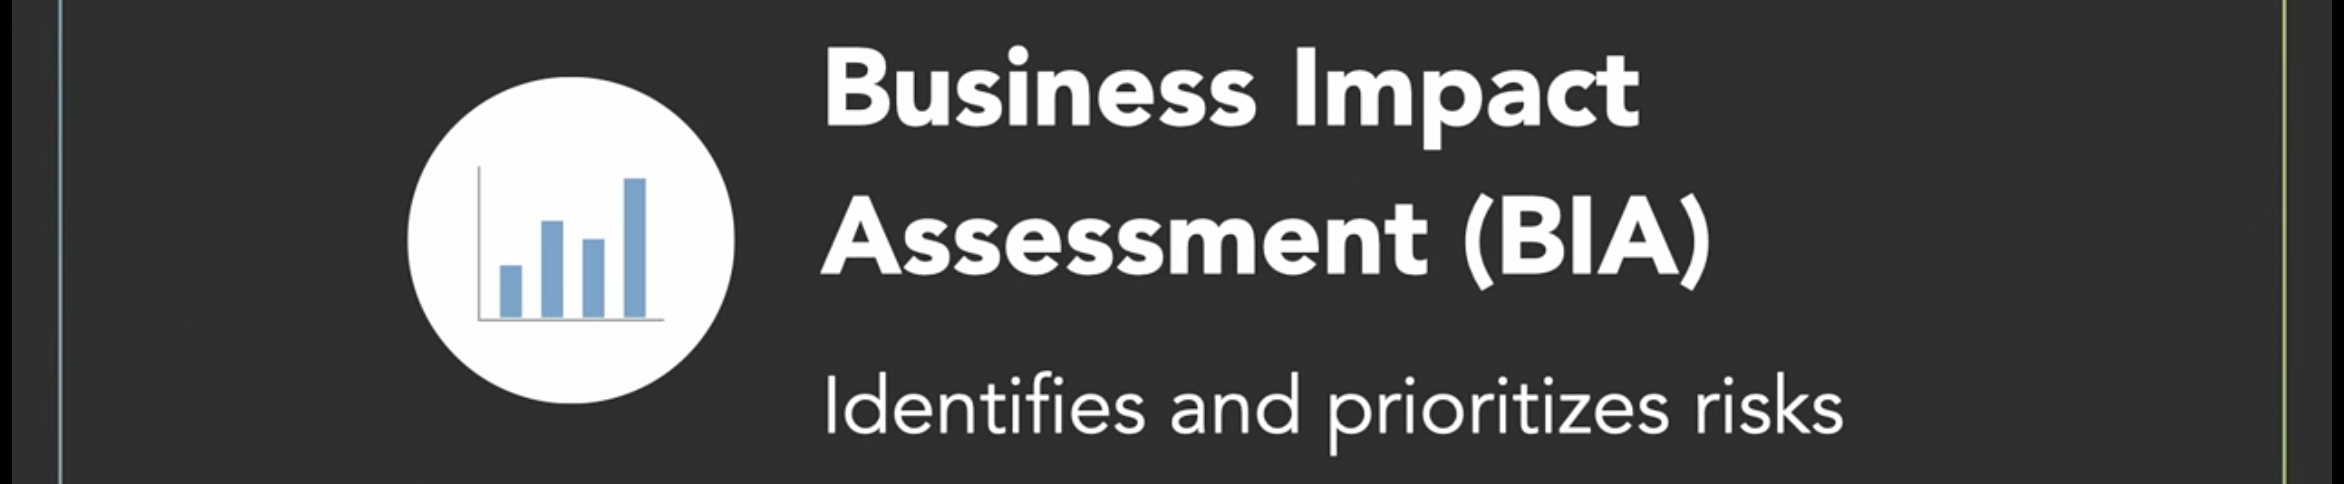 Business Impact
Assessment (BIA)
Identifies and prioritizes risks